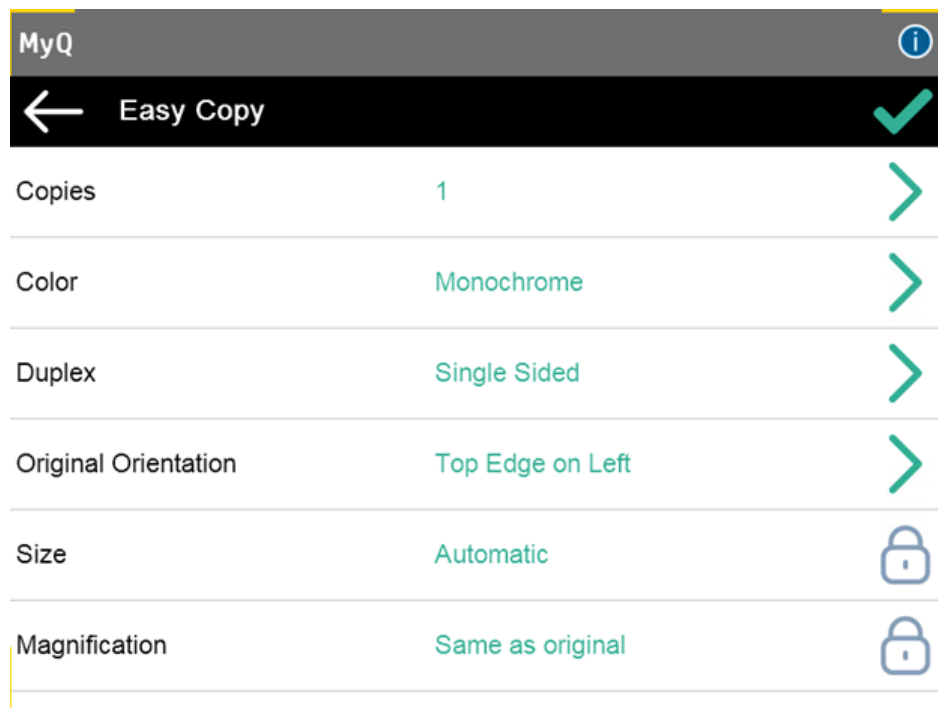 MyQ
Easy Copy
Copies 1
Color Monochrome
Duplex Single Sided
Original Orientation Top Edge on Left
Size Automatic
Magnification Same as original